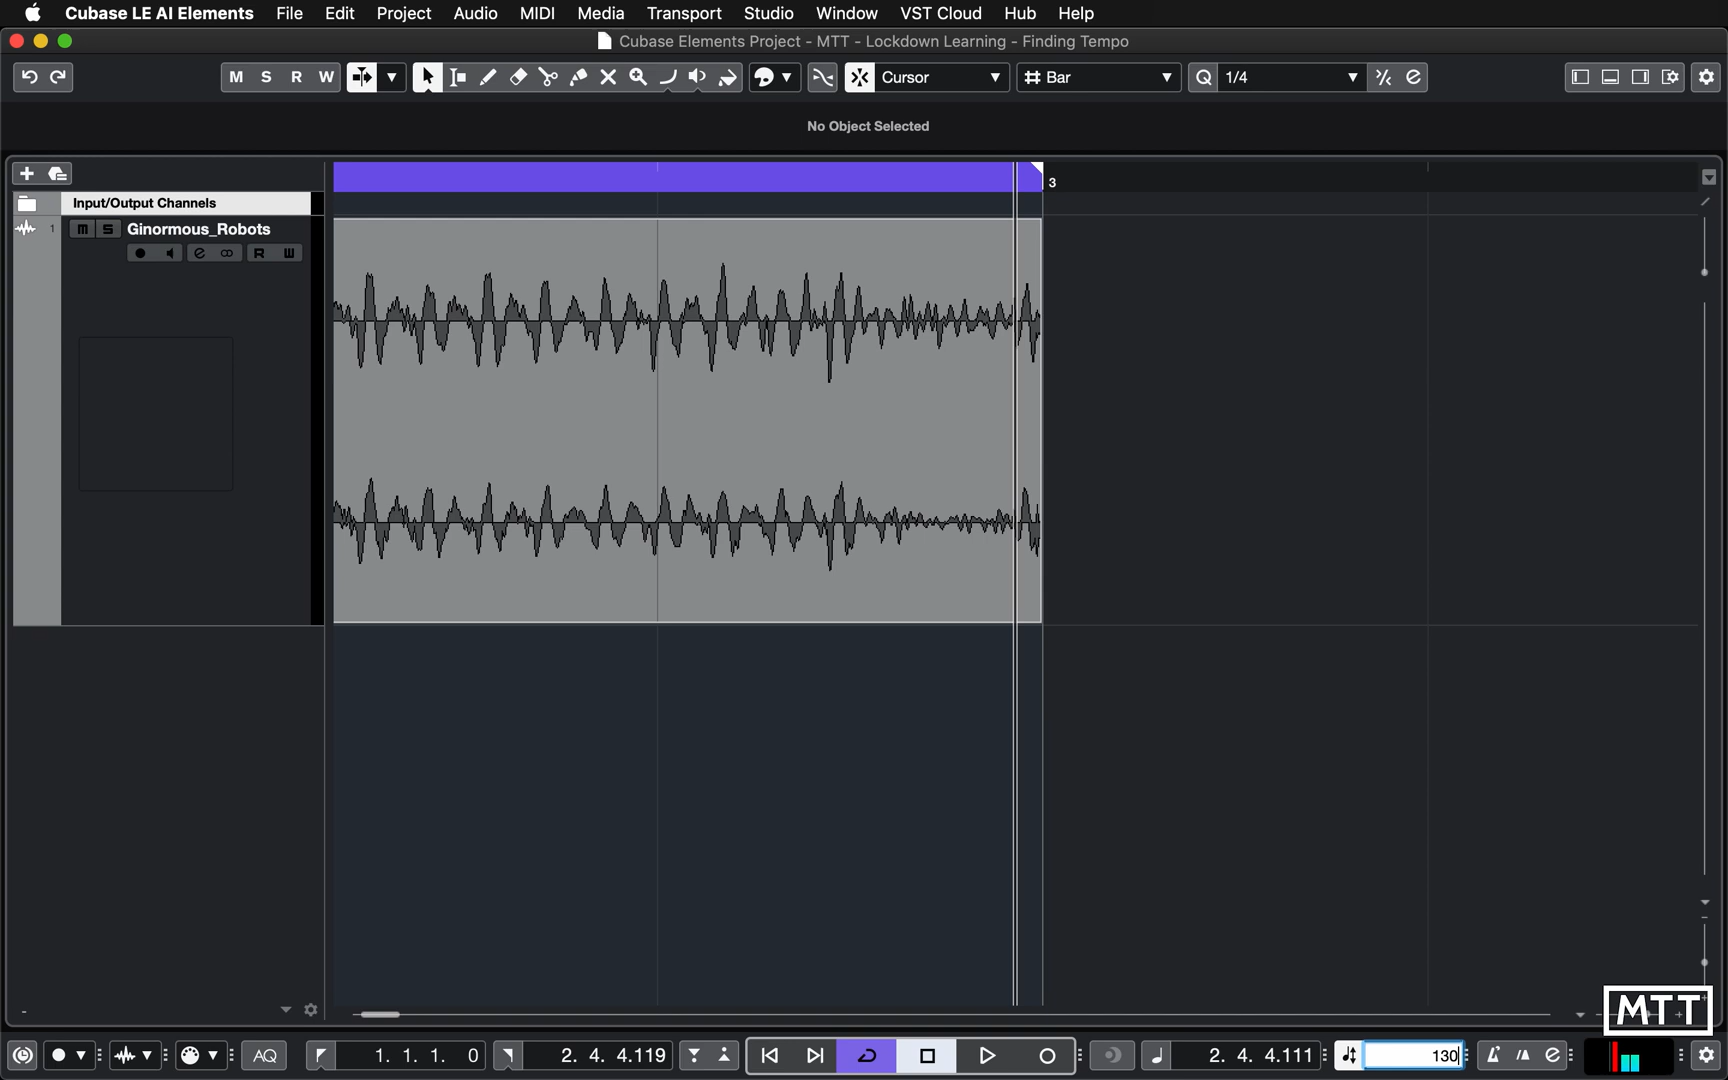 Cubase LE AI Elements File Edit Project Audio MIDI Media Transport Studio Window VST Cloud Hub Help
Cubase Elements Project - MTT - Lockdown Learning - Finding Tempo
M S R W Cursor Bar Q 1/4
No Object Selected
3
Input/Output Channels
1 m S Ginormous_Robots
e R W
MTT
AQ 1. 1. 1. 0 2. 4. 4.119 2. 4. 4.111 130